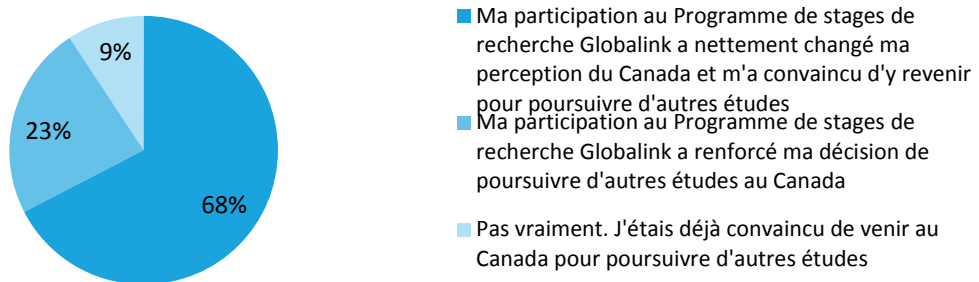 9%
23%
68%
Ma participation au Programme de stages de
recherche Globalink a nettement changé ma
perception du Canada et m'a convaincu d'y revenir
pour poursuivre d'autres études
Ma participation au Programme de stages de
recherche Globalink a renforcé ma décision de
poursuivre d'autres études au Canada
Pas vraiment. J'étais déjà convaincu de venir au
Canada pour poursuivre d'autres études